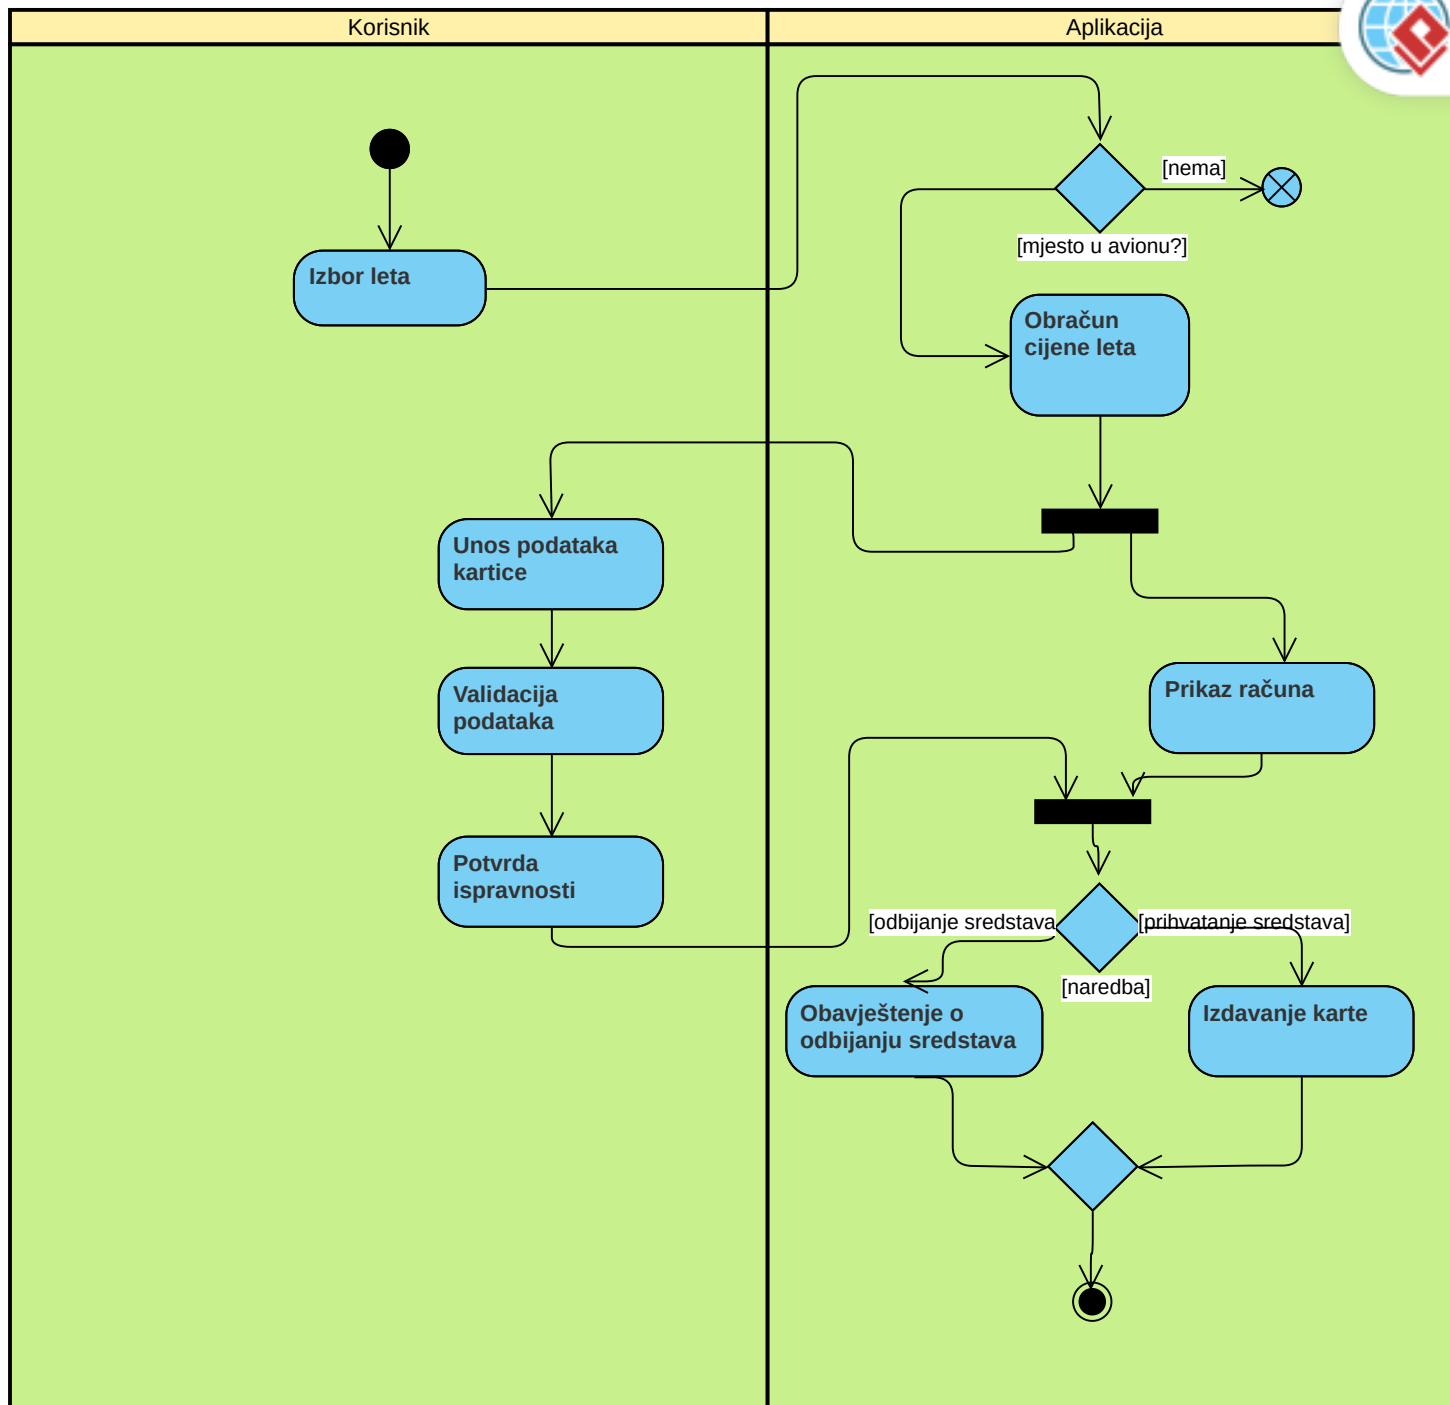 Korisnik
Aplikacija
[nema]
[mjesto u avionu?]
Izbor leta
Obračun
cijene leta
Unos podataka
kartice
Prikaz računa
Validacija
podataka
Potvrda
ispravnosti
[odbijanje sredstava
[prihvatanje sredstava]
[naredba]
Obavještenje o
odbijanju sredstava
Izdavanje karte